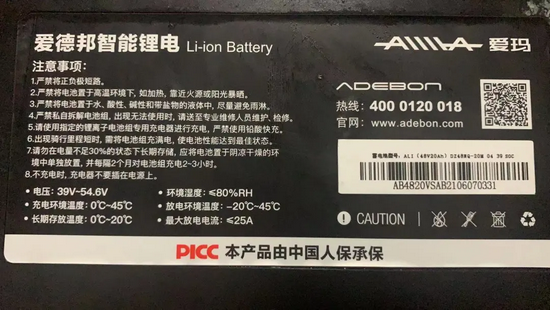 爱德邦智能锂电 Li-ion Battery
注意事项:
1.严禁将正负极短路。
2.严禁将电池置于高温环境下,如加热,靠近火源或阳光暴晒。
3.严禁将电池置于水、酸性、碱性和带盐物的液体中,尽量避免雨淋。
4.严禁私自拆解电池组,出现无法使用时,请送至专业维修人员维护、检修。
5.请使用指定的锂离子电池组专用充电器进行充电,严禁使用铅酸快充。
6.出现骑行里程短时,需将电池组充满电,使电池性能达到最佳状态。
7.请勿在电量不足30%的状态下长期存储,应将电池置于阴凉干燥的环
境中单独放置,并每隔2个月对电池组充电2~3小时。
8.不充电时,充电器不要插在电源上。
• 电压: 39V-54.6V
• 环境湿度: ≤80%RH
• 充电环境温度: 0°C~45°C
• 放电环境温度: -20°C~45°C
• 长期存放温度: 0°C~20°C
• 最大放电电流: ≤25A
AIMA 爱玛
ADEBON
热线: 400 0120 018
官网: www.adebon.com
AB4820VSAB2106070331
CAUTION
PICC 本产品由中国人保承保